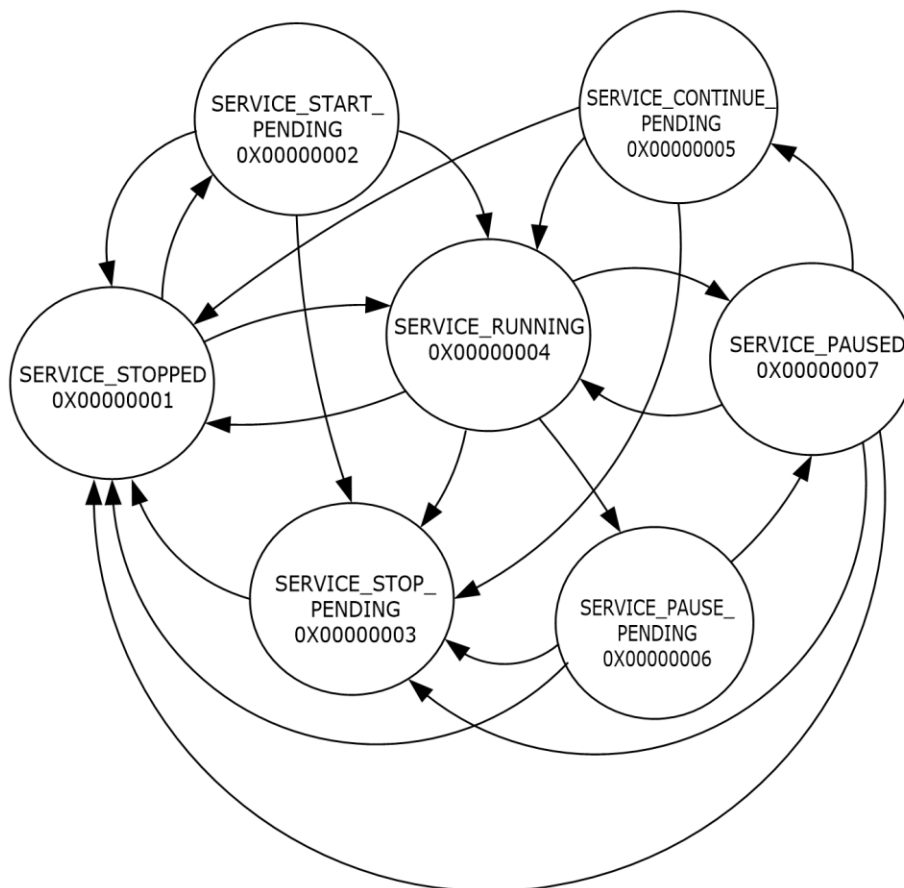 SERVICE_START_
PENDING
0X00000002
SERVICE_CONTINUE_
PENDING
0X00000005
SERVICE_RUNNING
0X00000004
SERVICE_PAUSED
0X00000007
SERVICE_STOPPED
0X00000001
SERVICE_STOP_
PENDING
0X00000003
SERVICE_PAUSE_
PENDING
0X00000006